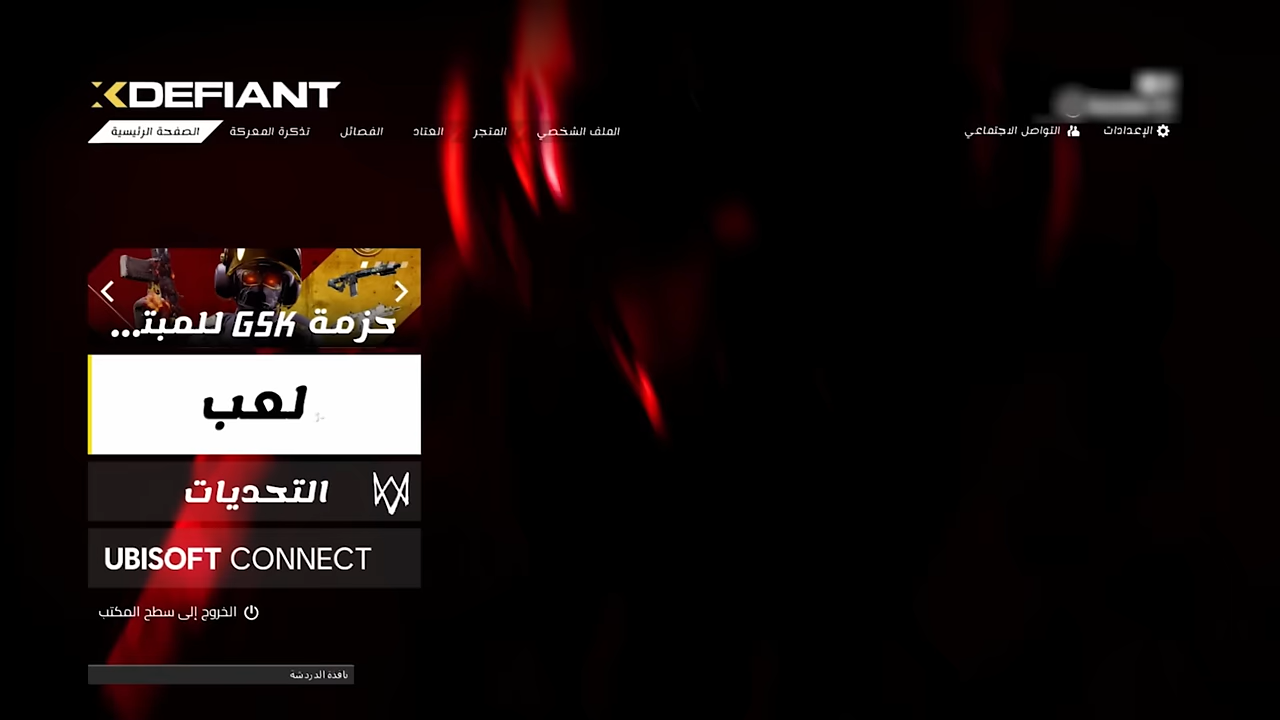 XDEFIANT
الصفحة الرئيسية
تذكرة المعركة
الفصائل
العتاد
المتجر
الملف الشخصي
التواصل الاجتماعي
الإعدادات
حزمة GSK للمبتـ...
لعب
التحديات
UBISOFT CONNECT
الخروج إلى سطح المكتب
نافذة الدردشة